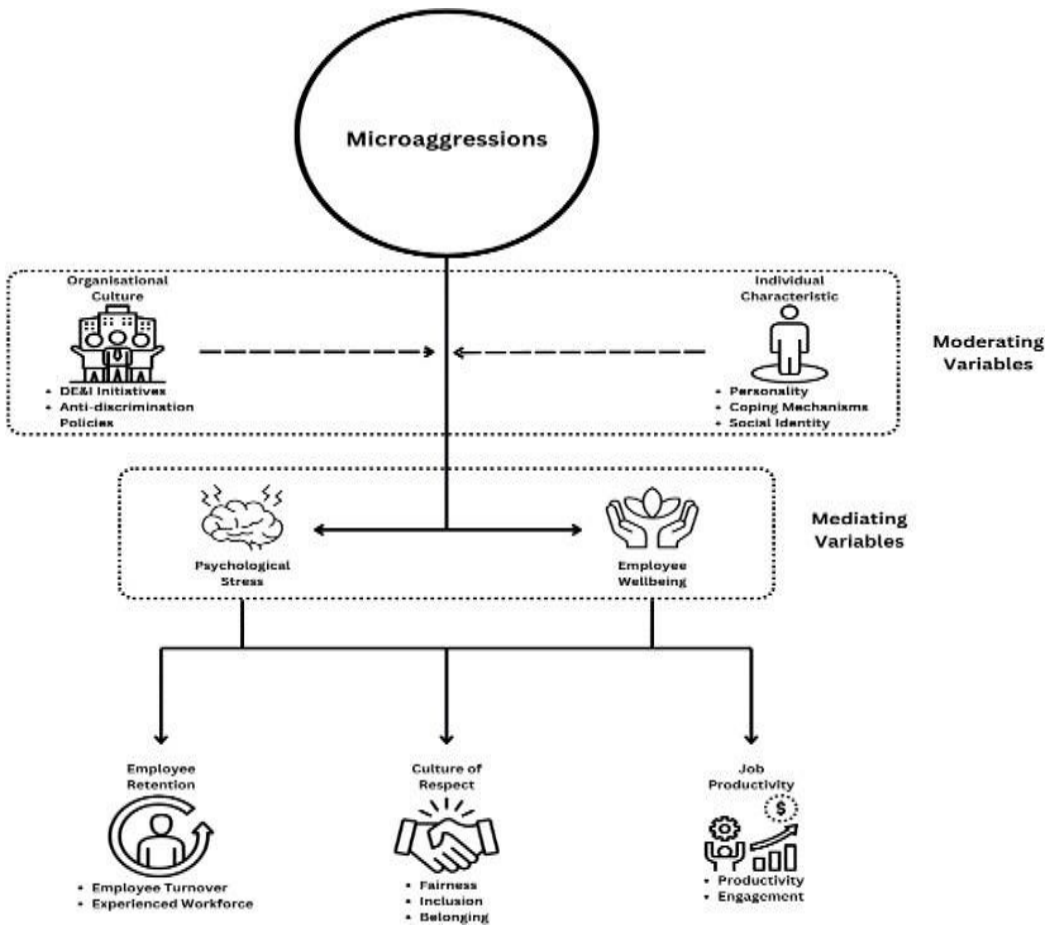 Microaggressions
Organisational
Culture
• DE&I Initiatives
• Anti-discrimination
Policies
Individual
Characteristic
• Personality
• Coping Mechanisms
• Social Identity
Moderating
Variables
Psychological
Stress
Employee
Wellbeing
Mediating
Variables
Employee
Retention
• Employee Turnover
• Experienced Workforce
Culture of
Respect
• Fairness
• Inclusion
• Belonging
Job
Productivity
$
• Productivity
• Engagement